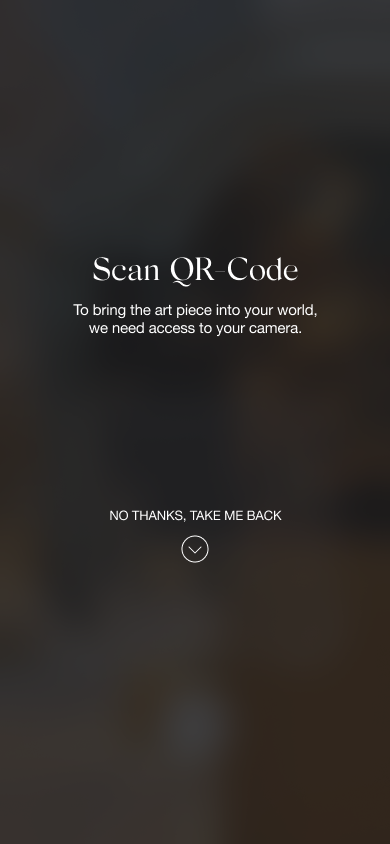 Scan QR-Code
To bring the art piece into your world,
we need access to your camera.
NO THANKS, TAKE ME BACK